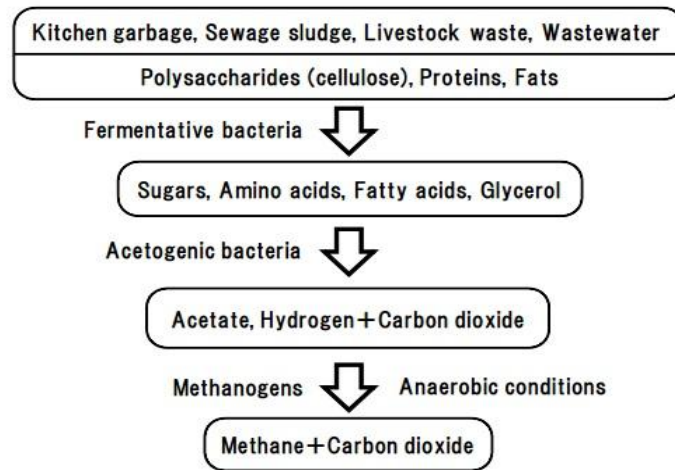 Kitchen garbage, Sewage sludge, Livestock waste, Wastewater
Polysaccharides (cellulose), Proteins, Fats
Fermentative bacteria
Sugars, Amino acids, Fatty acids, Glycerol
Acetogenic bacteria
Acetate, Hydrogen+Carbon dioxide
Methanogens Anaerobic conditions
Methane+Carbon dioxide